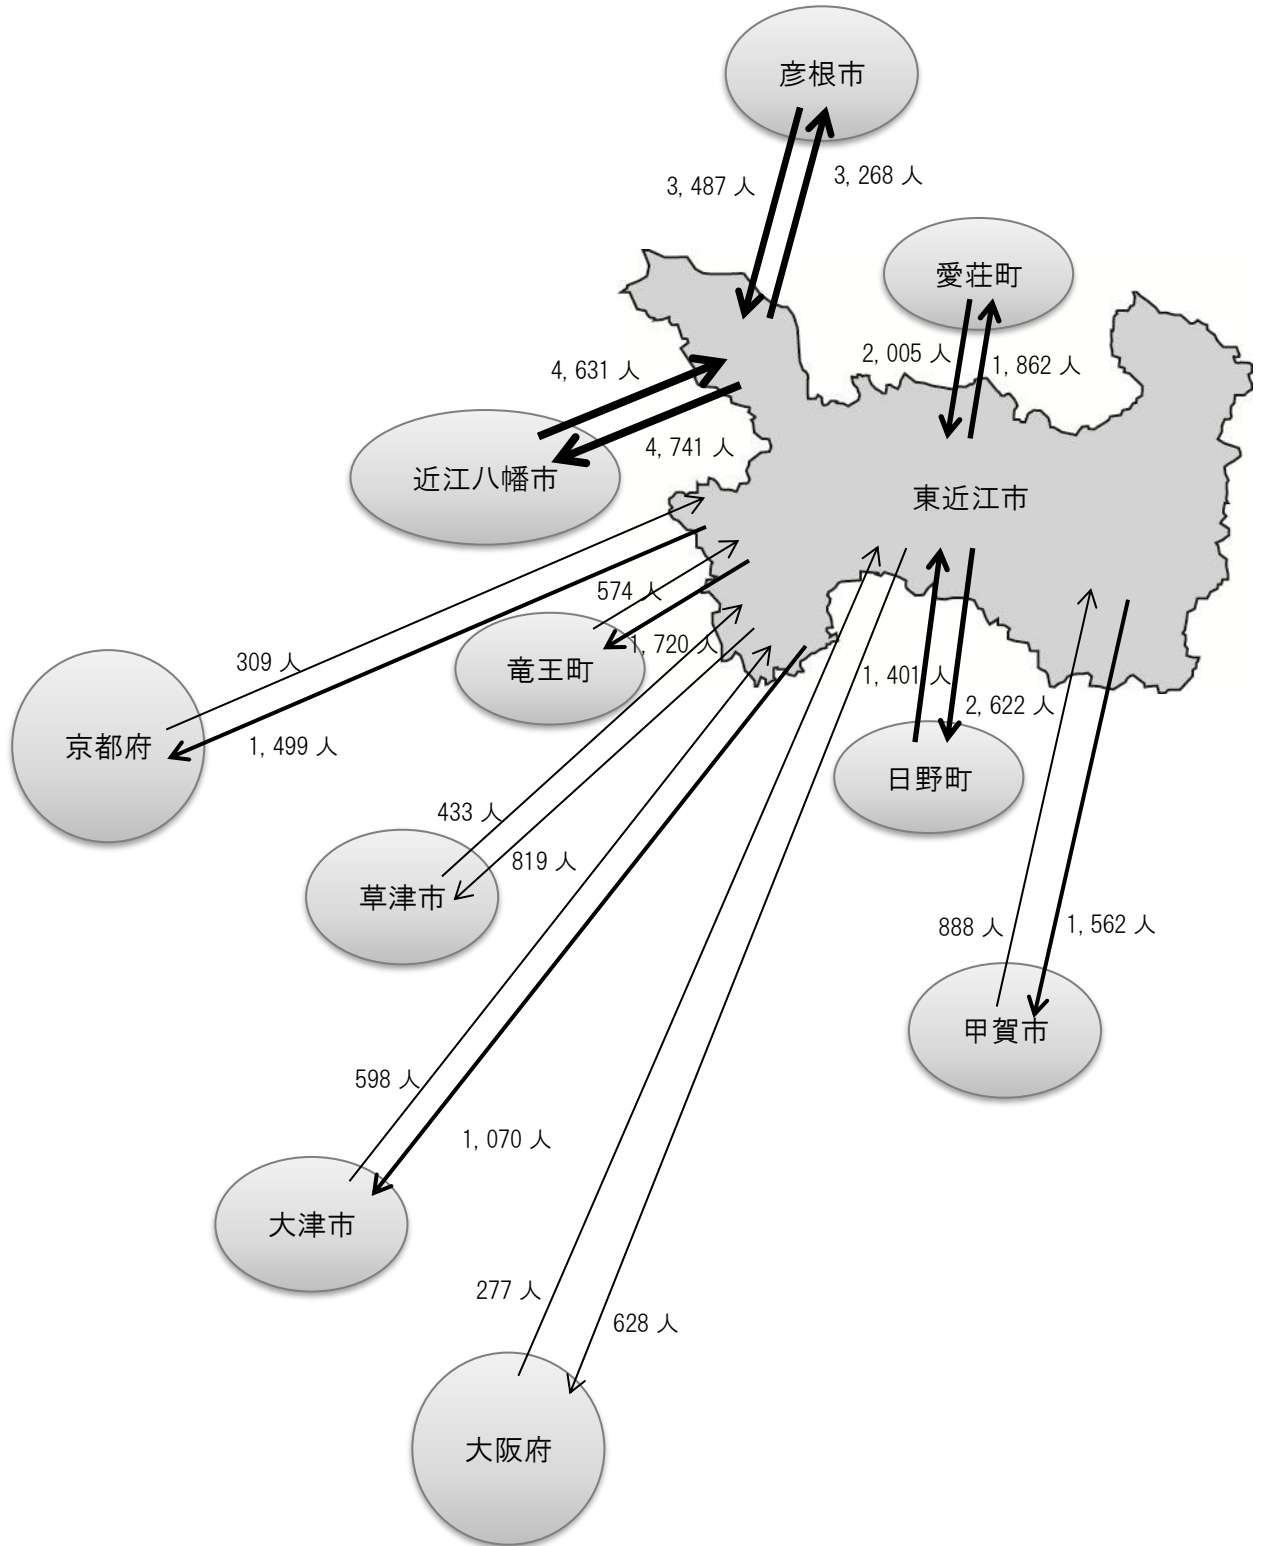 彦根市
3,487 人
3,268 人
愛荘町
2,005 人
1,862 人
4,631 人
4,741 人
近江八幡市
東近江市
574 人
1,720 人
竜王町
309 人
1,499 人
京都府
1,401 人
2,622 人
日野町
433 人
819 人
草津市
888 人
1,562 人
甲賀市
598 人
1,070 人
大津市
277 人
628 人
大阪府